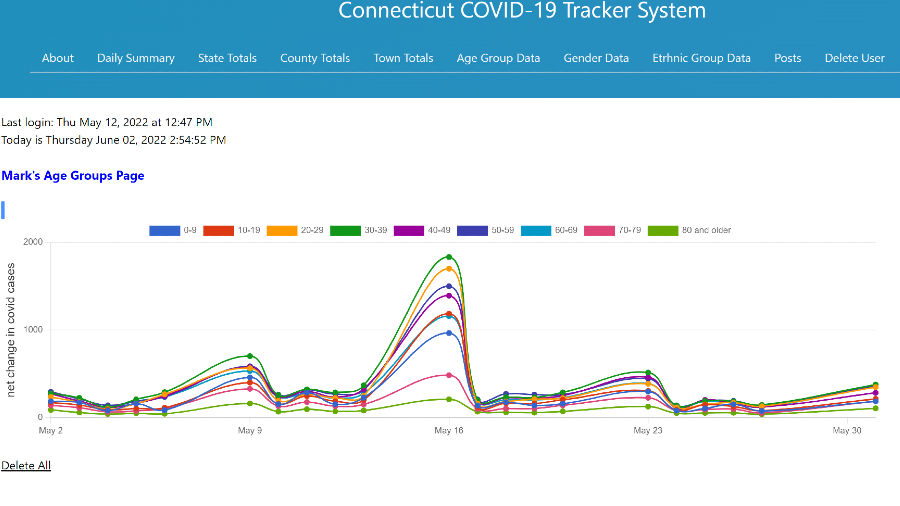 Connecticut COVID-19 Tracker System
About Daily Summary State Totals County Totals Town Totals Age Group Data Gender Data Etrhnic Group Data Posts Delete User
Last login: Thu May 12, 2022 at 12:47 PM
Today is Thursday June 02, 2022 2:54:52 PM
Mark's Age Groups Page
0-9 10-19 20-29 30-39 40-49 50-59 60-69 70-79 80 and older
net change in covid cases
2000
1000
0
May 2 May 9 May 16 May 23 May 30
Delete All